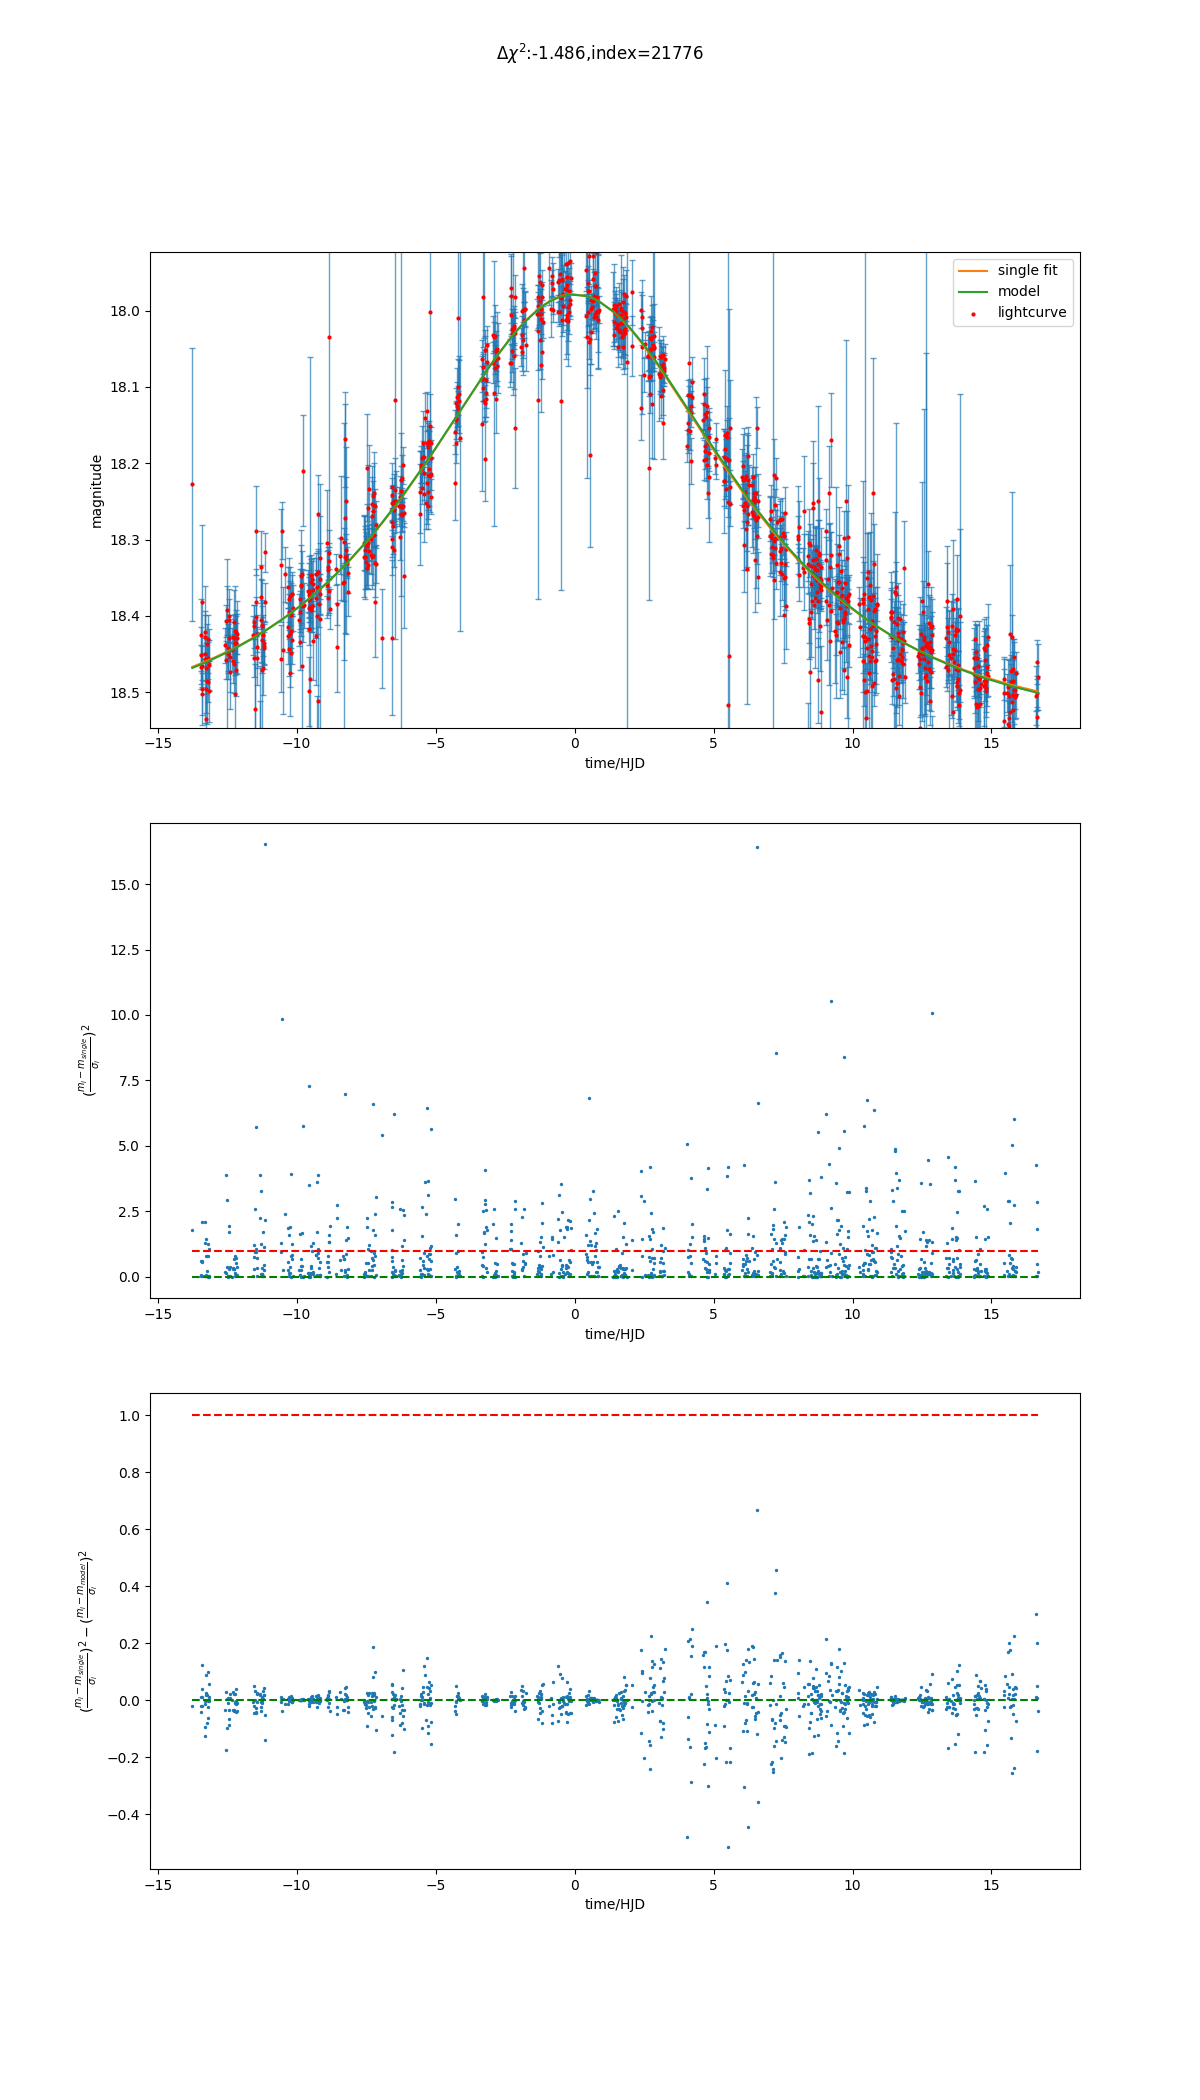 Δχ²:-1.486,index=21776
single fit
model
lightcurve
magnitude
18.0
18.1
18.2
18.3
18.4
18.5
−15 −10 −5 0 5 10 15
time/HJD
((m_i − m_single)/σ_i)²
15.0
12.5
10.0
7.5
5.0
2.5
0.0
−15 −10 −5 0 5 10 15
time/HJD
((m_i − m_single)/σ_i)² − ((m_i − m_model)/σ_i)²
1.0
0.8
0.6
0.4
0.2
0.0
−0.2
−0.4
−15 −10 −5 0 5 10 15
time/HJD